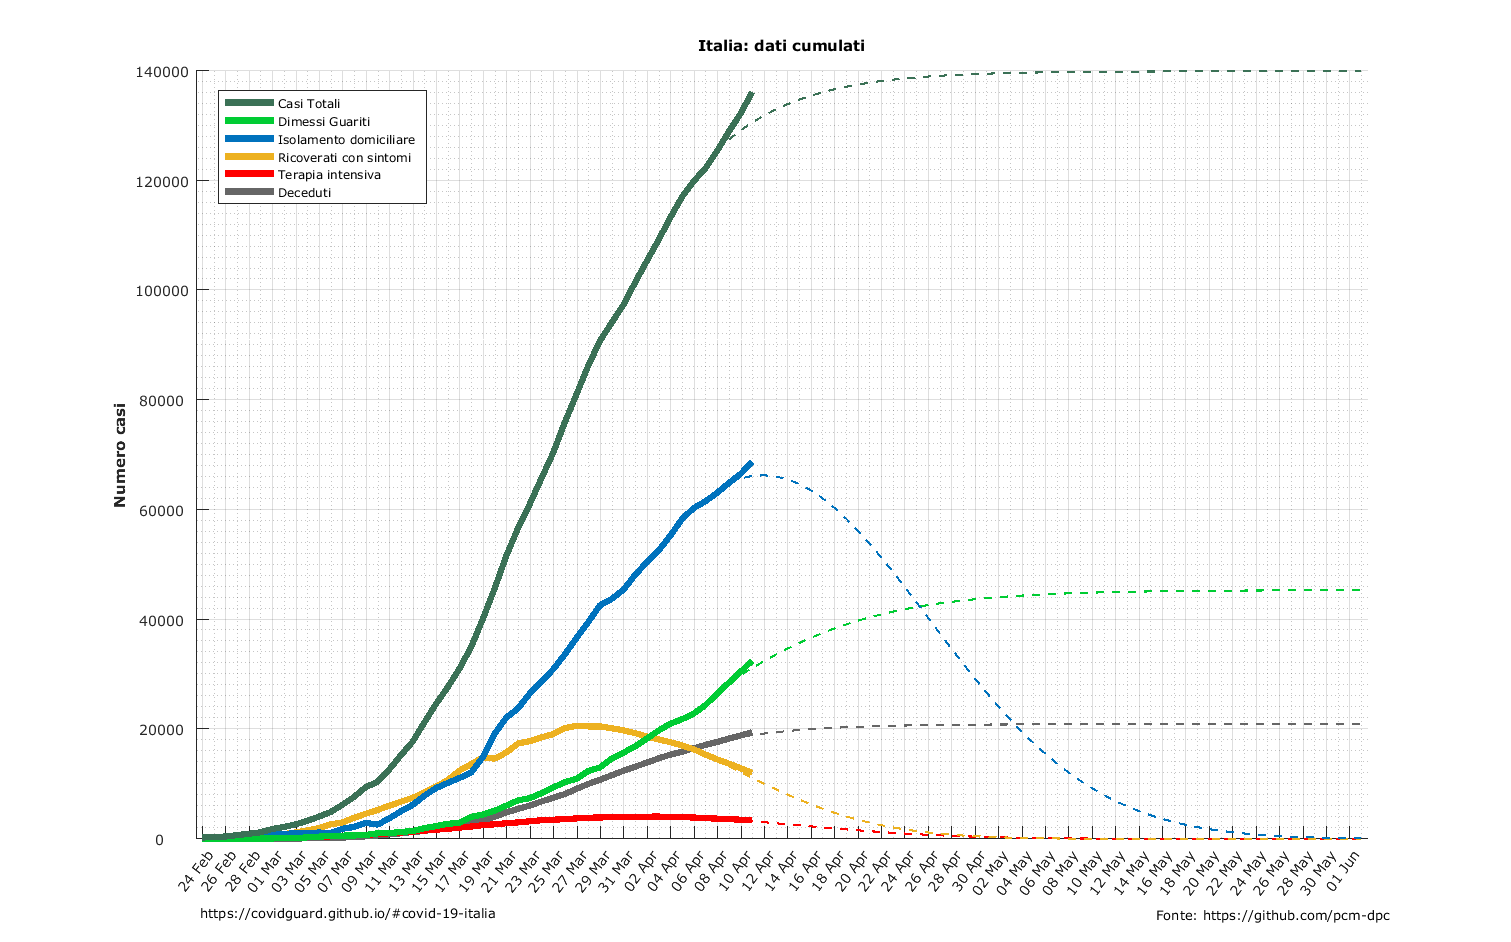 Italia: dati cumulati
140000
120000
100000
80000
60000
40000
20000
0
Numero casi
Casi Totali
Dimessi Guariti
Isolamento domiciliare
Ricoverati con sintomi
Terapia intensiva
Deceduti
24 Feb
26 Feb
28 Feb
01 Mar
03 Mar
05 Mar
07 Mar
09 Mar
11 Mar
13 Mar
15 Mar
17 Mar
19 Mar
21 Mar
23 Mar
25 Mar
27 Mar
29 Mar
31 Mar
02 Apr
04 Apr
06 Apr
08 Apr
10 Apr
12 Apr
14 Apr
16 Apr
18 Apr
20 Apr
22 Apr
24 Apr
26 Apr
28 Apr
30 Apr
02 May
04 May
06 May
08 May
10 May
12 May
14 May
16 May
18 May
20 May
22 May
24 May
26 May
28 May
30 May
01 Jun
https://covidguard.github.io/#covid-19-italia
Fonte: https://github.com/pcm-dpc